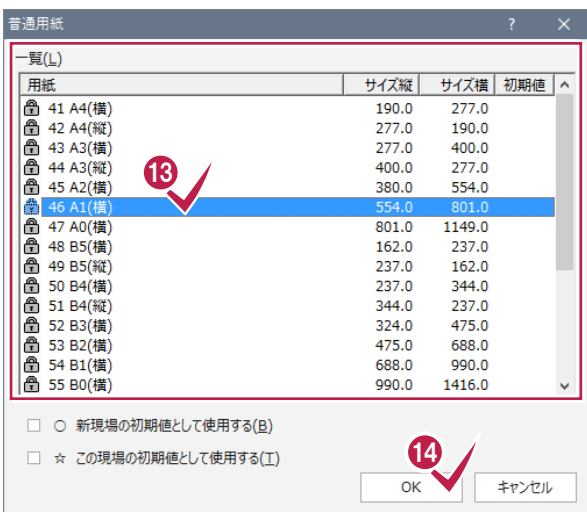 普通用紙 ? ×
一覧(L)
用紙 サイズ縦 サイズ横 初期値
41 A4(横) 190.0 277.0
42 A4(縦) 277.0 190.0
43 A3(横) 277.0 400.0
44 A3(縦) 400.0 277.0
⓭
45 A2(横) 380.0 554.0
46 A1(横) 554.0 801.0
47 A0(横) 801.0 1149.0
48 B5(横) 162.0 237.0
49 B5(縦) 237.0 162.0
50 B4(横) 237.0 344.0
51 B4(縦) 344.0 237.0
52 B3(横) 324.0 475.0
53 B2(横) 475.0 688.0
54 B1(横) 688.0 990.0
55 B0(横) 990.0 1416.0
○ 新現場の初期値として使用する(B)
☆ この現場の初期値として使用する(T)
⓮
OK キャンセル